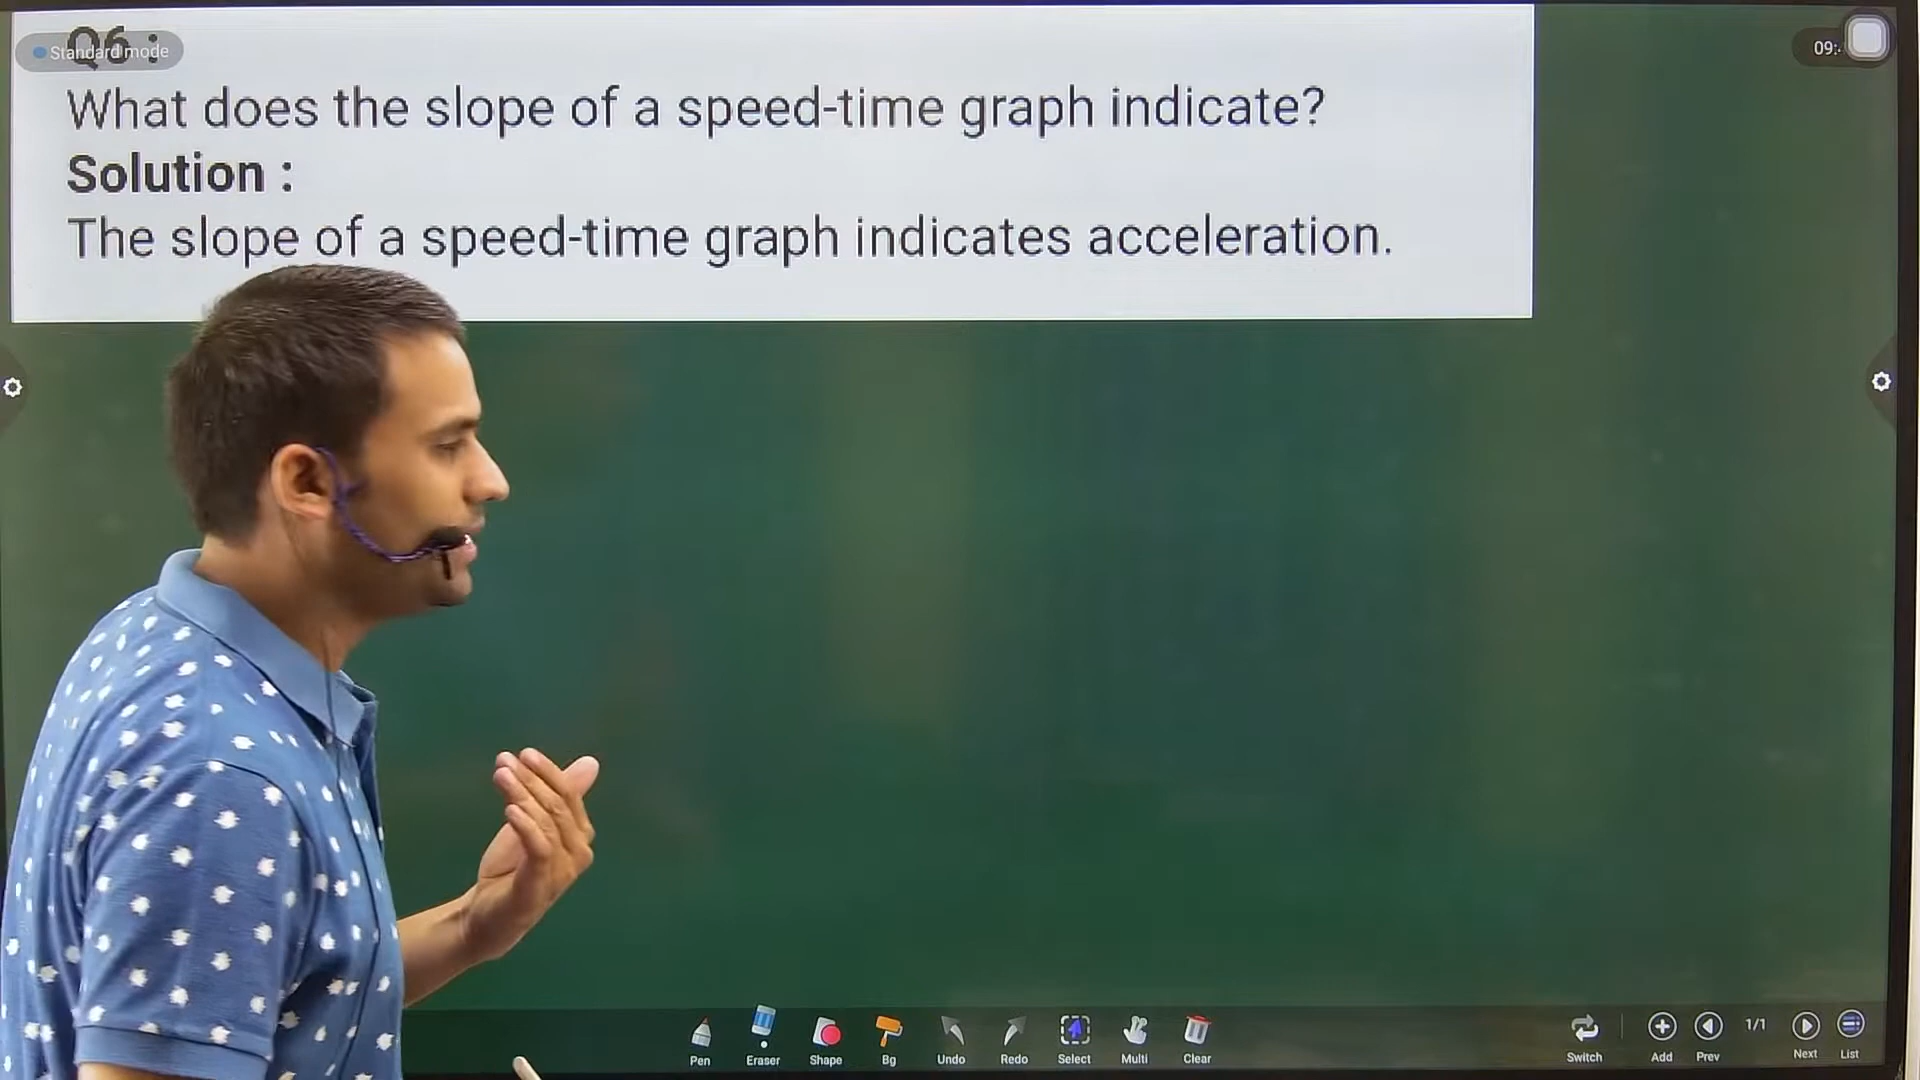 Q6 :
Standard mode
09:
What does the slope of a speed-time graph indicate?
Solution :
The slope of a speed-time graph indicates acceleration.
Pen
Eraser
Shape
Bg
Undo
Redo
Select
Multi
Clear
Switch
Add
Prev
1/1
Next
List